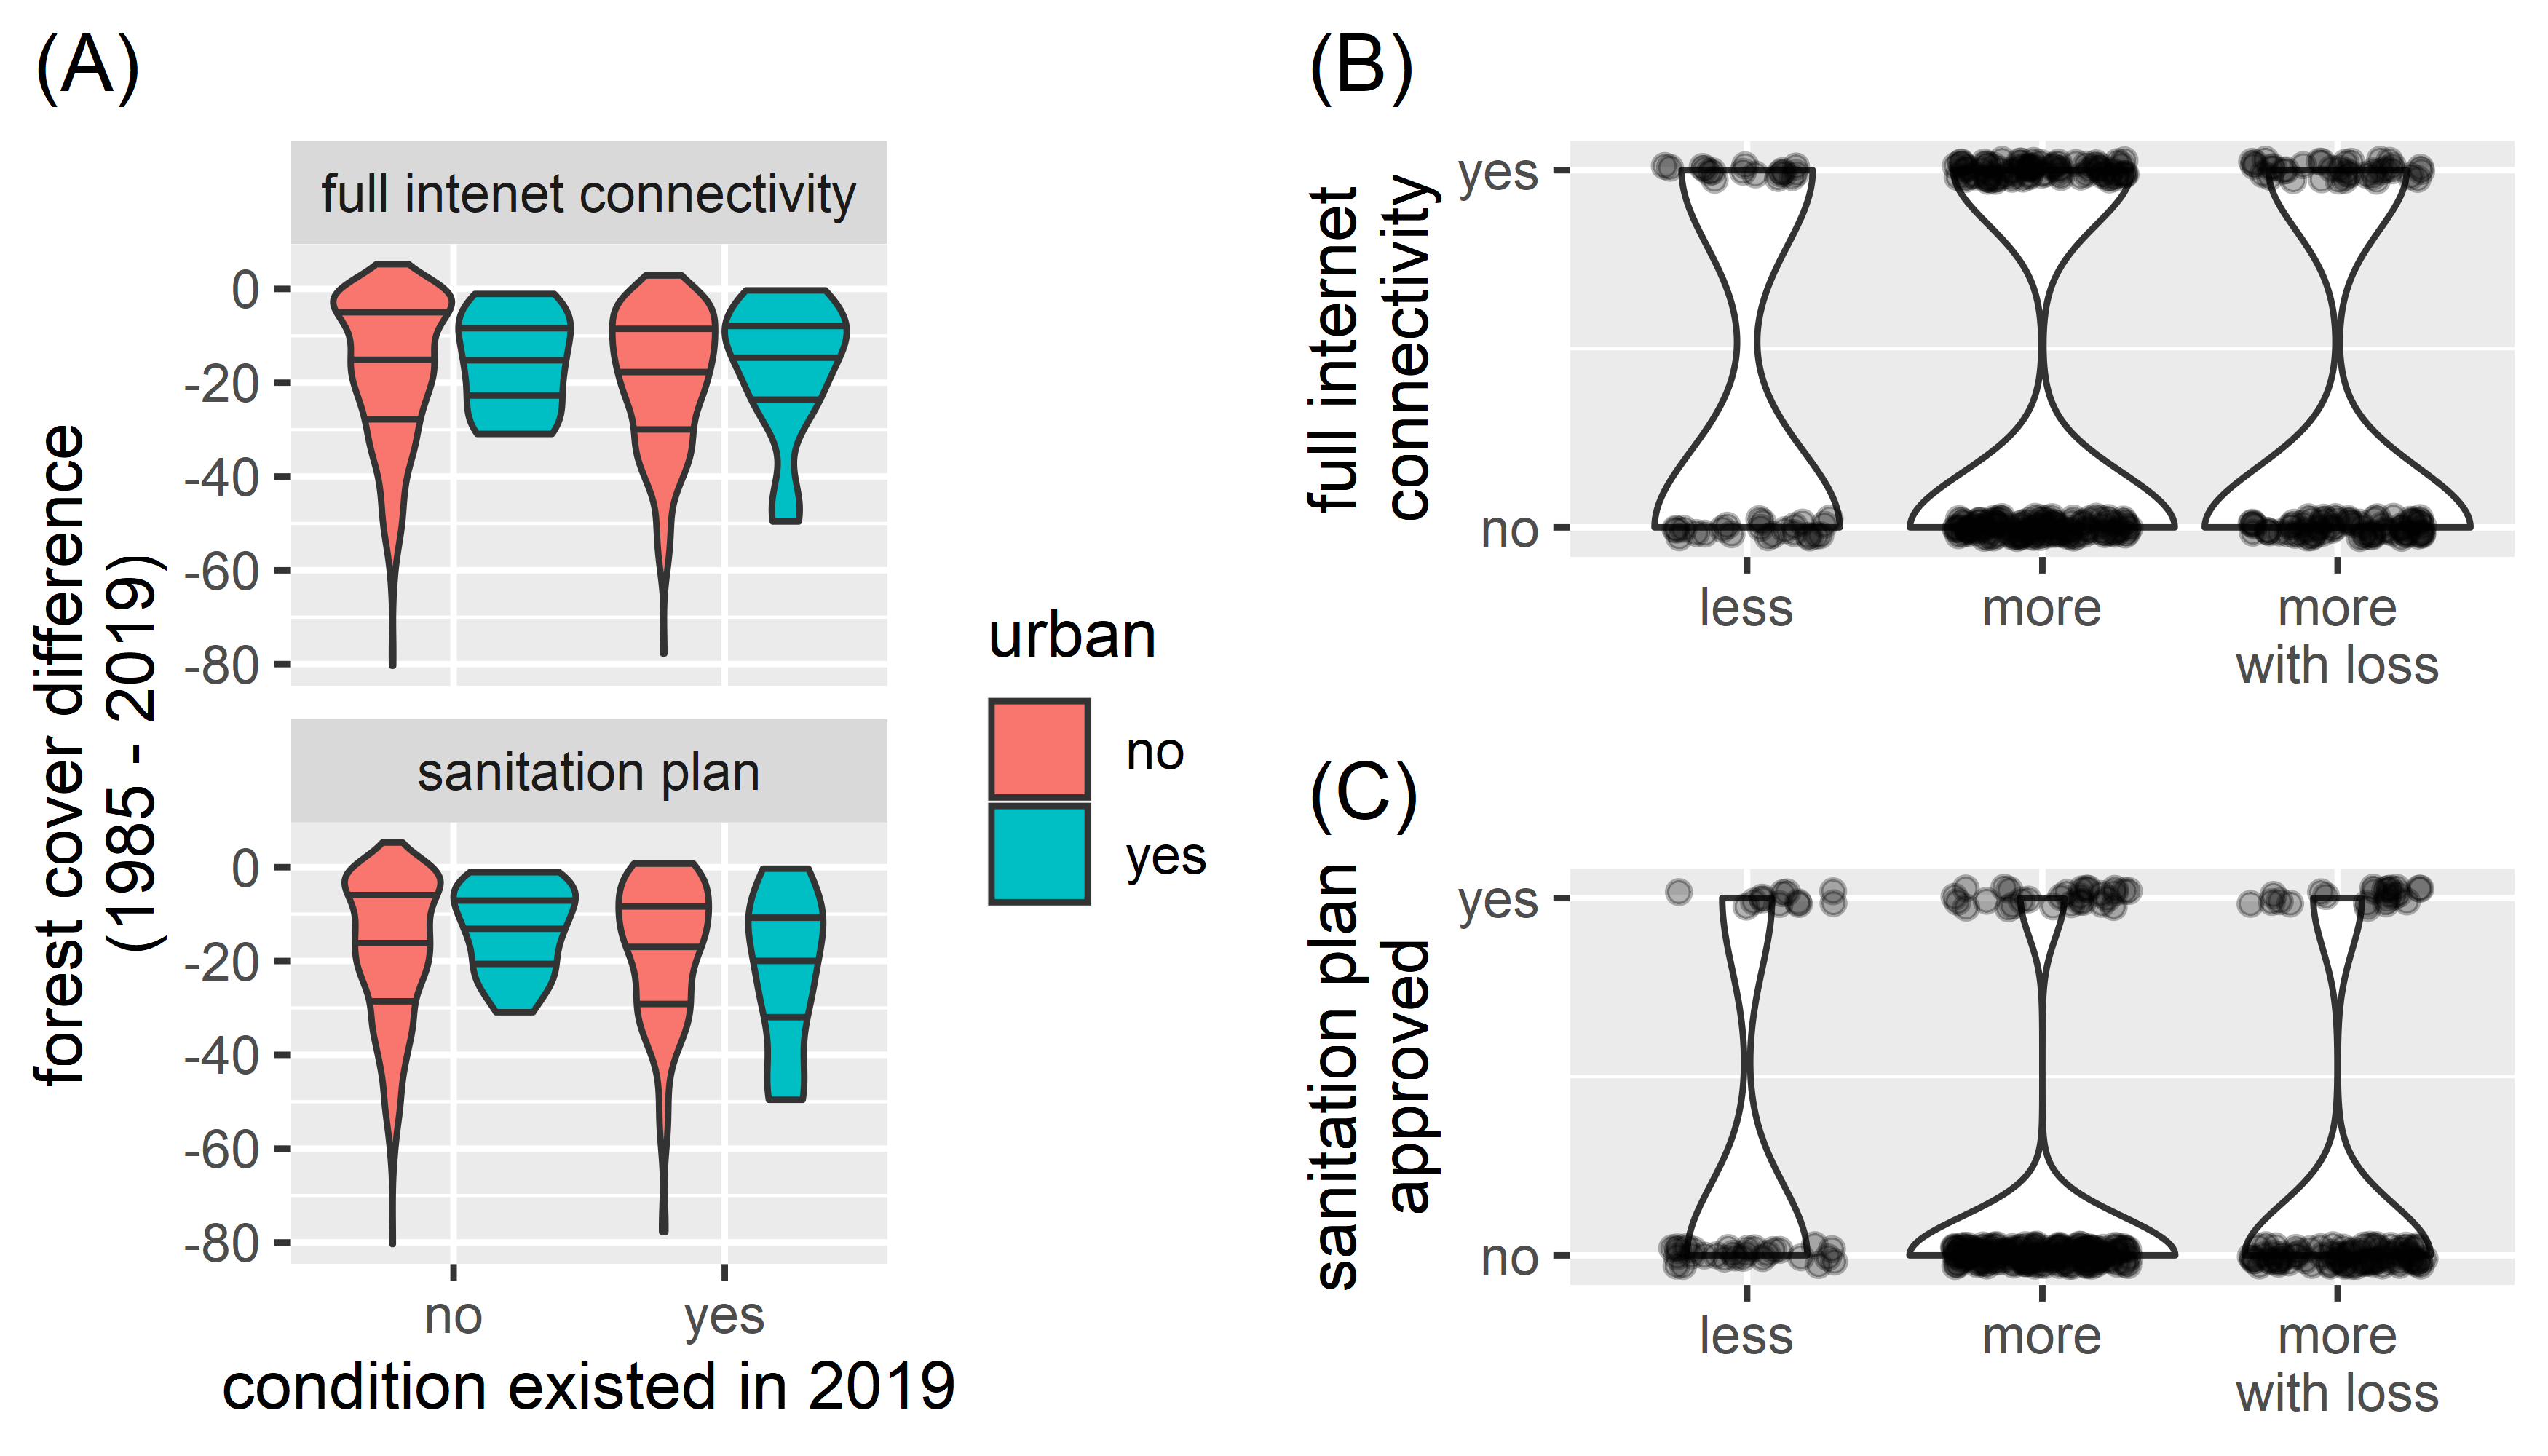 (A)
full intenet connectivity
0
-20
-40
-60
-80
sanitation plan
0
-20
-40
-60
-80
no
yes
condition existed in 2019
forest cover difference
(1985 - 2019)
urban
no
yes
(B)
full internet
connectivity
yes
no
less
more
more
with loss
(C)
sanitation plan
approved
yes
no
less
more
more
with loss